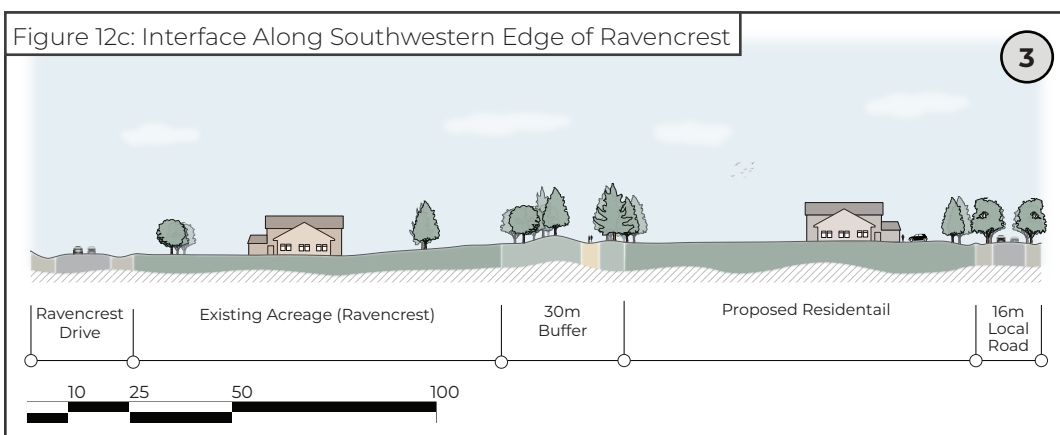 Figure 12c: Interface Along Southwestern Edge of Ravencrest
3
Ravencrest
Drive
Existing Acreage (Ravencrest)
30m
Buffer
Proposed Residentail
16m
Local
Road
10 25 50 100